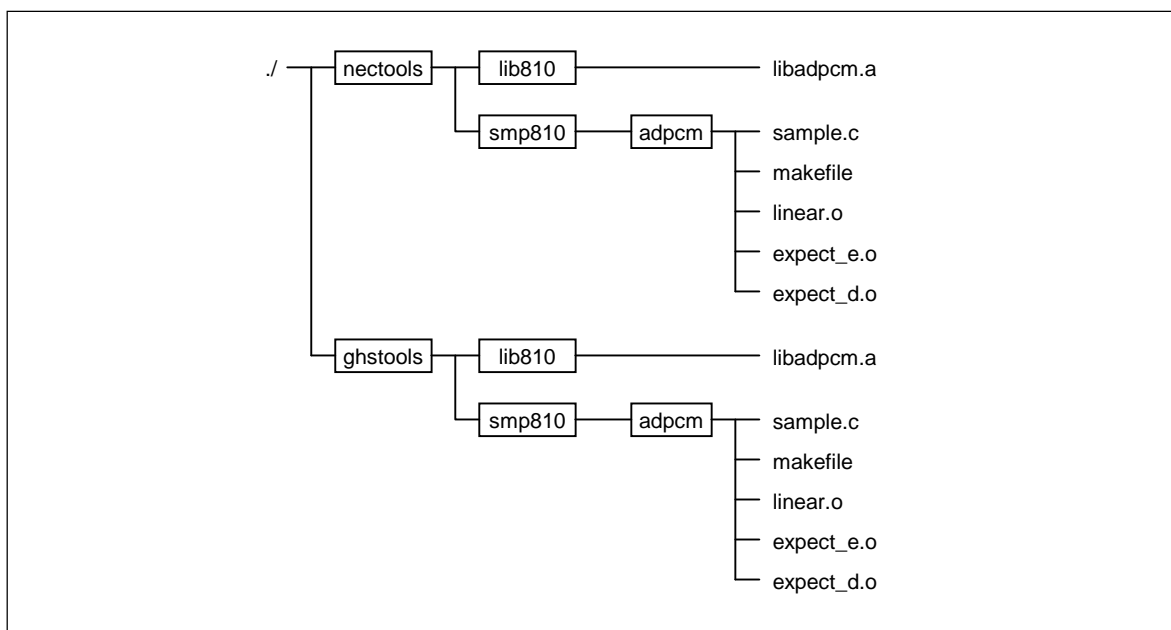 ./ nectools lib810 libadpcm.a
smp810 adpcm sample.c
makefile
linear.o
expect_e.o
expect_d.o
ghstools lib810 libadpcm.a
smp810 adpcm sample.c
makefile
linear.o
expect_e.o
expect_d.o